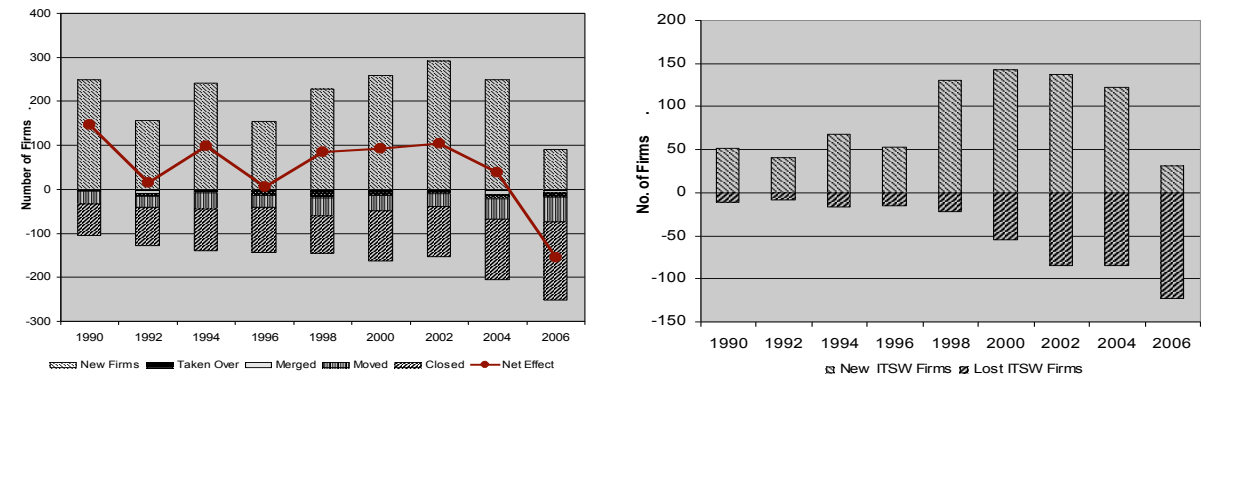 400
300
200
100
0
-100
-200
-300
Number of Firms .
1990 1992 1994 1996 1998 2000 2002 2004 2006
New Firms Taken Over Merged Moved Closed Net Effect
200
150
100
50
0
-50
-100
-150
No. of Firms .
1990 1992 1994 1996 1998 2000 2002 2004 2006
New ITSW Firms Lost ITSW Firms